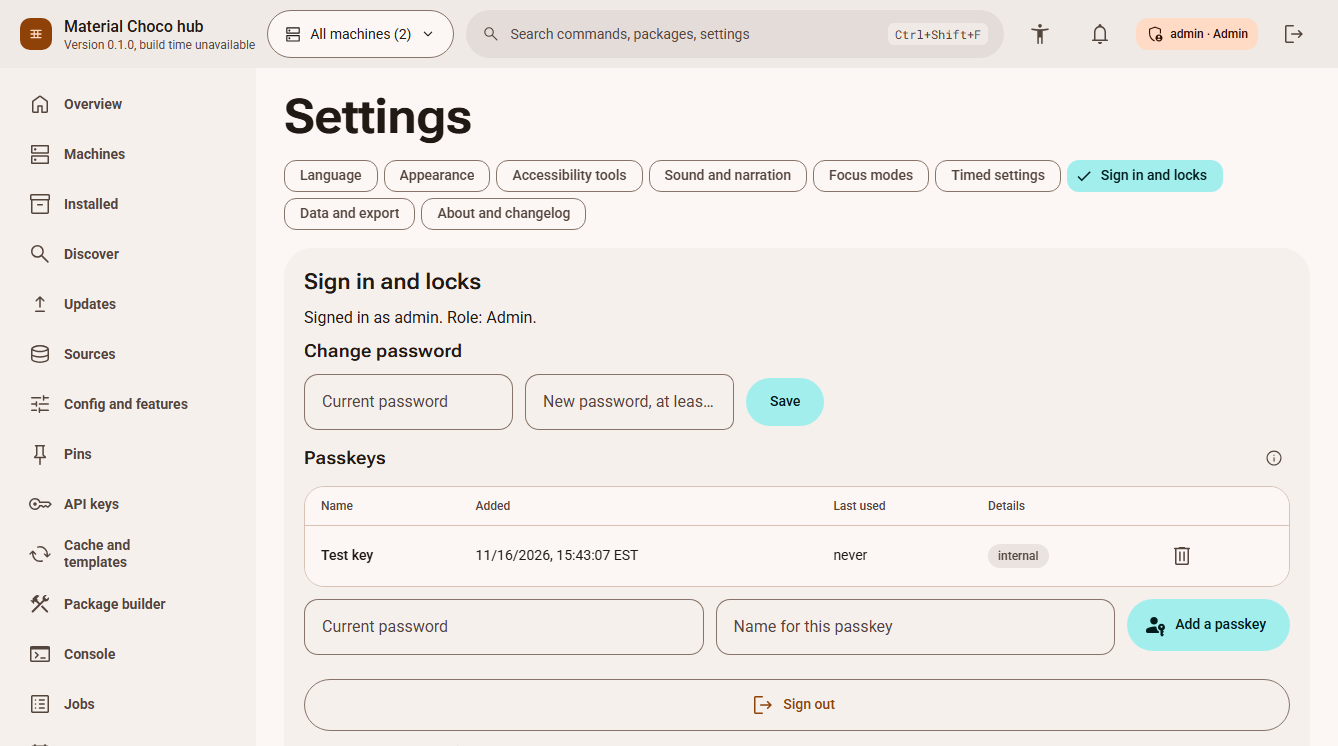 Material Choco hub
Version 0.1.0, build time unavailable
All machines (2)
Search commands, packages, settings
Ctrl+Shift+F
admin · Admin
Overview
Machines
Installed
Discover
Updates
Sources
Config and features
Pins
API keys
Cache and
templates
Package builder
Console
Jobs
Settings
Language
Appearance
Accessibility tools
Sound and narration
Focus modes
Timed settings
Sign in and locks
Data and export
About and changelog
Sign in and locks
Signed in as admin. Role: Admin.
Change password
Current password
New password, at leas...
Save
Passkeys
Name Added Last used Details
Test key 11/16/2026, 15:43:07 EST never internal
Current password
Name for this passkey
Add a passkey
Sign out